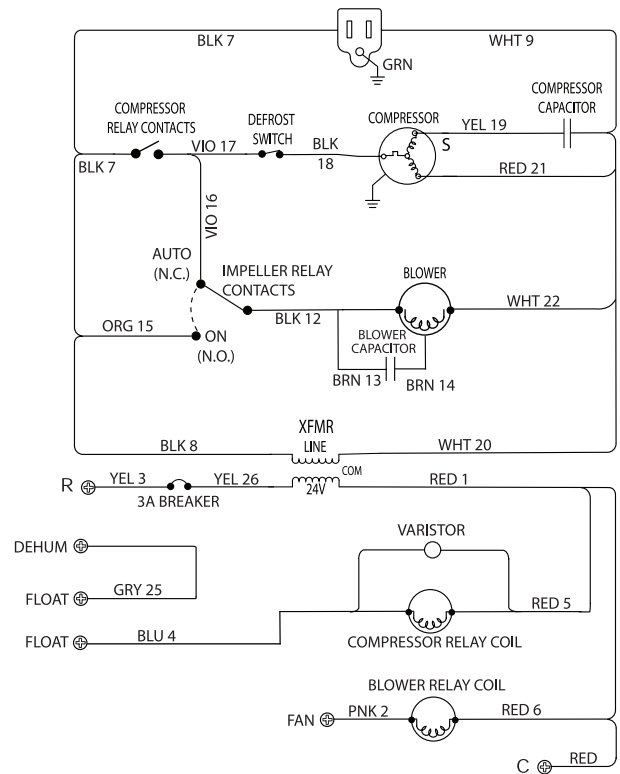 BLK 7
WHT 9
GRN
COMPRESSOR
CAPACITOR
COMPRESSOR
RELAY CONTACTS
DEFROST
SWITCH
COMPRESSOR
YEL 19
VIO 17
BLK
18
S
BLK 7
RED 21
VIO 16
AUTO
(N.C.)
IMPELLER RELAY
CONTACTS
BLOWER
WHT 22
BLK 12
ORG 15
ON
(N.O.)
BLOWER
CAPACITOR
BRN 13
BRN 14
XFMR
LINE
BLK 8
WHT 20
COM
R
YEL 3
YEL 26
24V
RED 1
3A BREAKER
VARISTOR
DEHUM
GRY 25
FLOAT
RED 5
FLOAT
BLU 4
COMPRESSOR RELAY COIL
BLOWER RELAY COIL
FAN
PNK 2
RED 6
C
RED